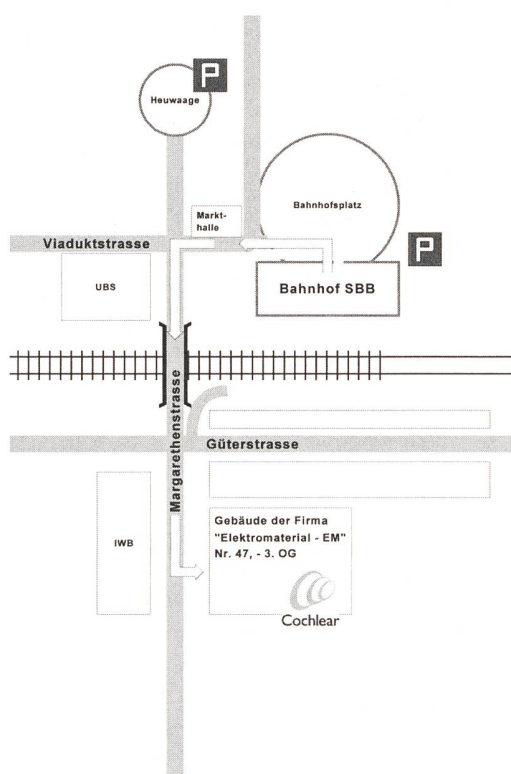 P
Heuwaage
Bahnhofsplatz
Markt-
halle
Viaduktstrasse
P
UBS
Bahnhof SBB
Margarethenstrasse
Güterstrasse
IWB
Gebäude der Firma
"Elektromaterial - EM"
Nr. 47, - 3. OG
Cochlear